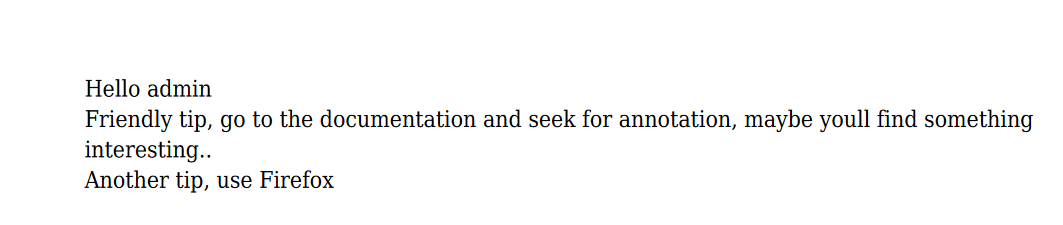 Hello admin
Friendly tip, go to the documentation and seek for annotation, maybe youll find something
interesting..
Another tip, use Firefox